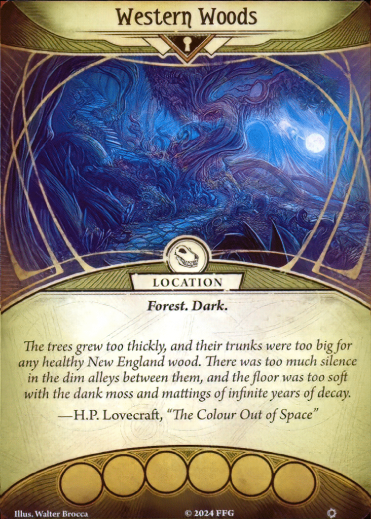 Western Woods
LOCATION
Forest. Dark.
The trees grew too thickly, and their trunks were too big for
any healthy New England wood. There was too much silence
in the dim alleys between them, and the floor was too soft
with the dank moss and mattings of infinite years of decay.
—H.P. Lovecraft, “The Colour Out of Space”
Illus. Walter Brocca
© 2024 FFG